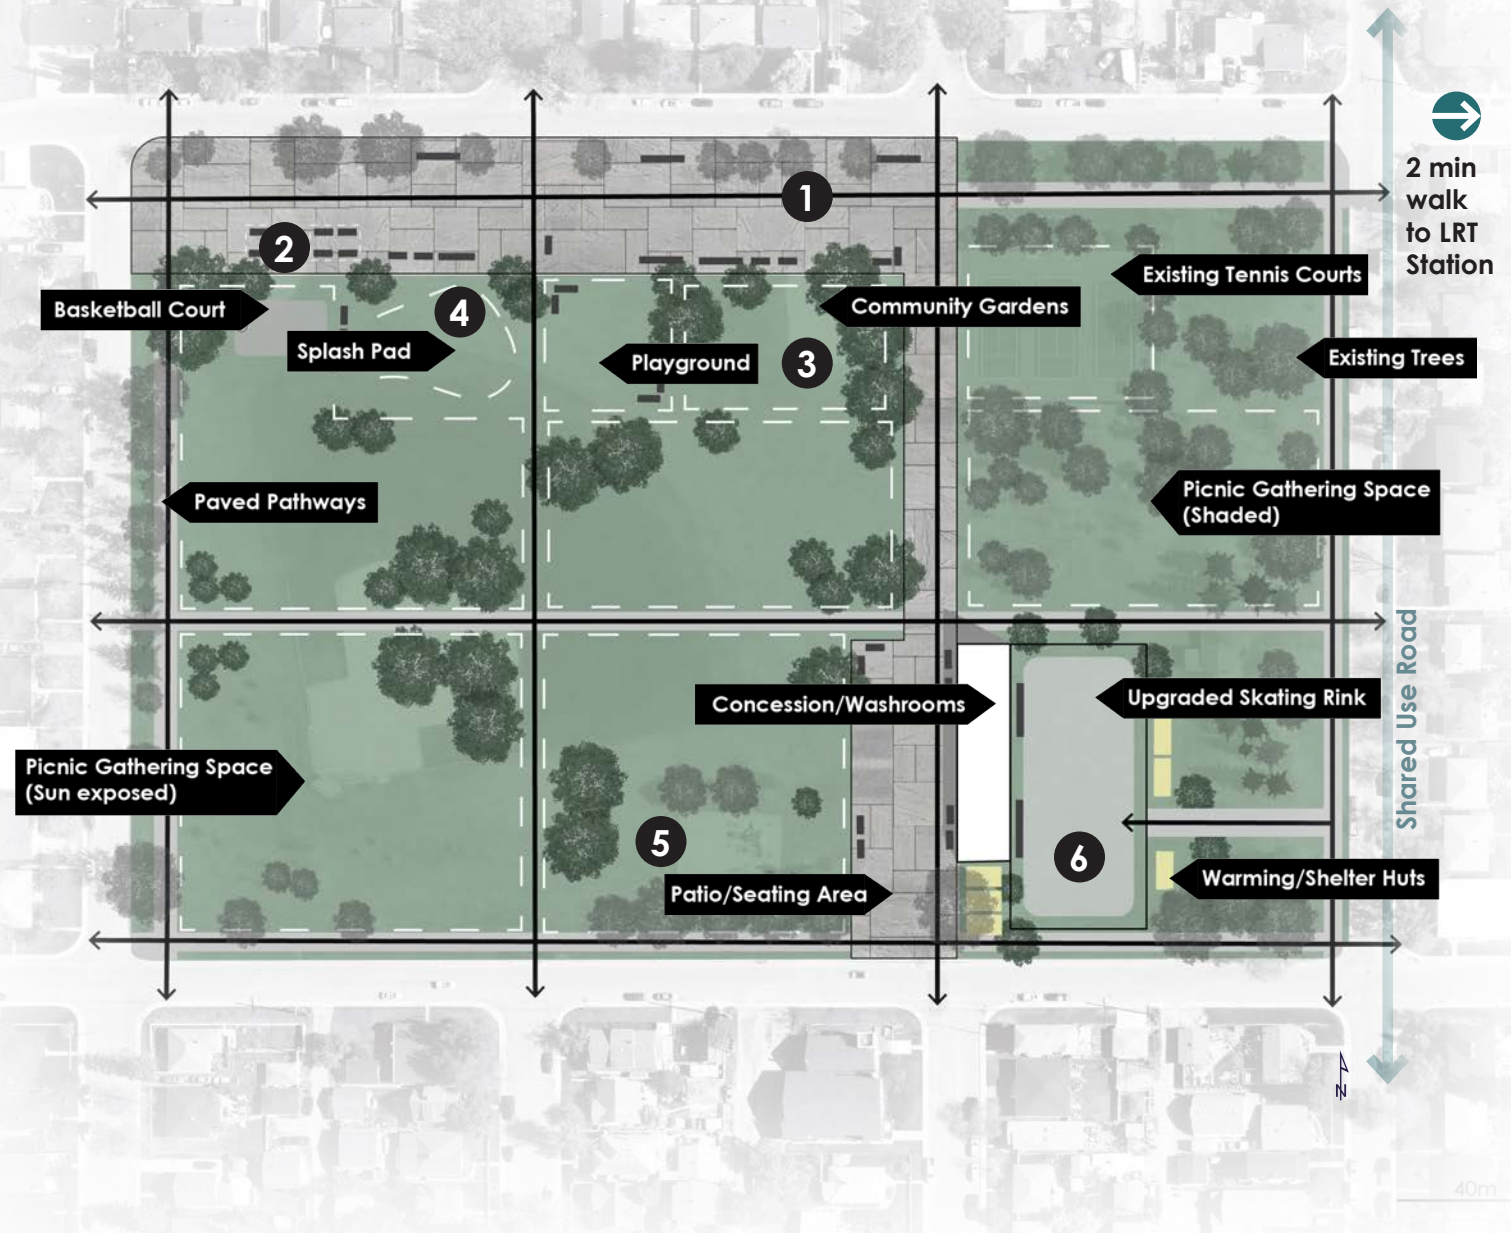 2 min
walk
to LRT
Station
1
2
Existing Tennis Courts
Basketball Court
4
Community Gardens
Splash Pad
Playground
3
Existing Trees
Paved Pathways
Picnic Gathering Space
(Shaded)
Concession/Washrooms
Upgraded Skating Rink
Shared Use Road
Picnic Gathering Space
(Sun exposed)
5
6
Patio/Seating Area
Warming/Shelter Huts
N
40m